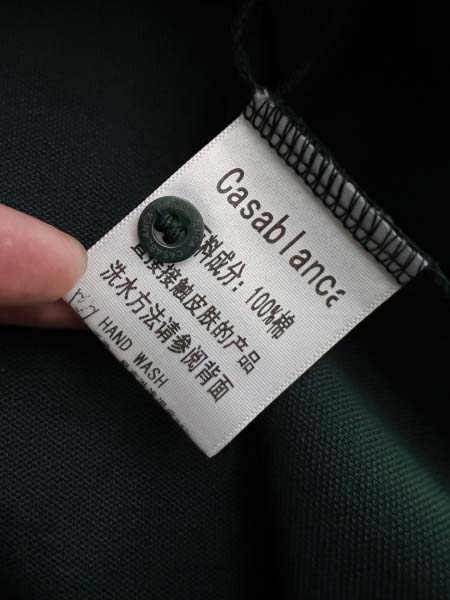 Casablanca
料成分：100%棉
直接接触皮肤的产品
洗水方法请参阅背面
HAND WASH